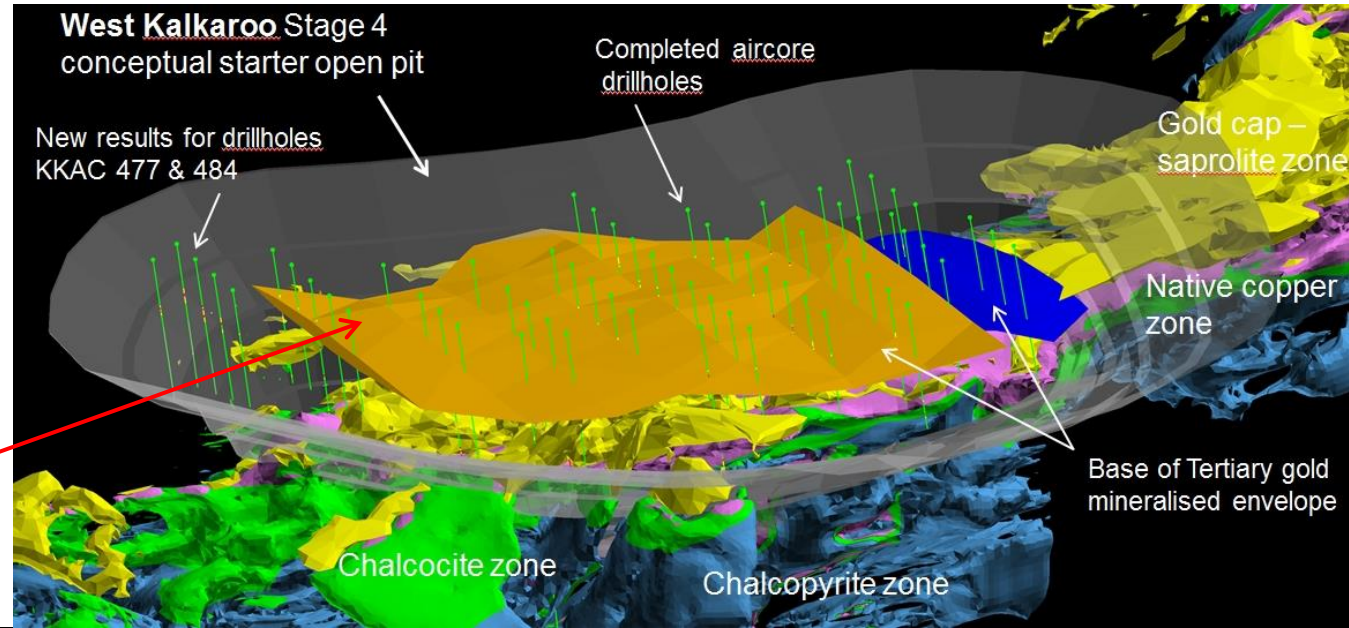 West Kalkaroo Stage 4
conceptual starter open pit
Completed aircore
drillholes
New results for drillholes
KKAC 477 & 484
Gold cap –
saprolite zone
Native copper
zone
Base of Tertiary gold
mineralised envelope
Chalcocite zone
Chalcopyrite zone